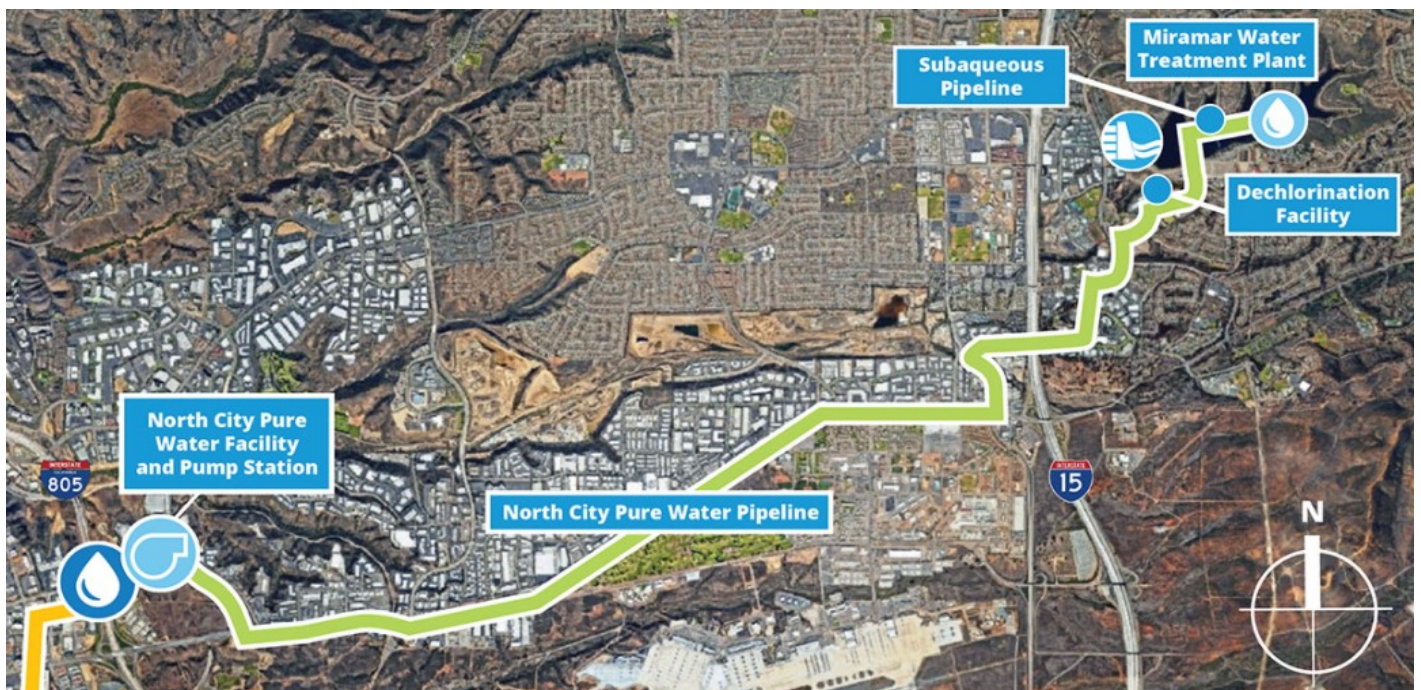 Miramar Water
Treatment Plant
Subaqueous
Pipeline
Dechlorination
Facility
North City Pure
Water Facility
and Pump Station
INTERSTATE
CALIFORNIA
805
North City Pure Water Pipeline
INTERSTATE
15
N